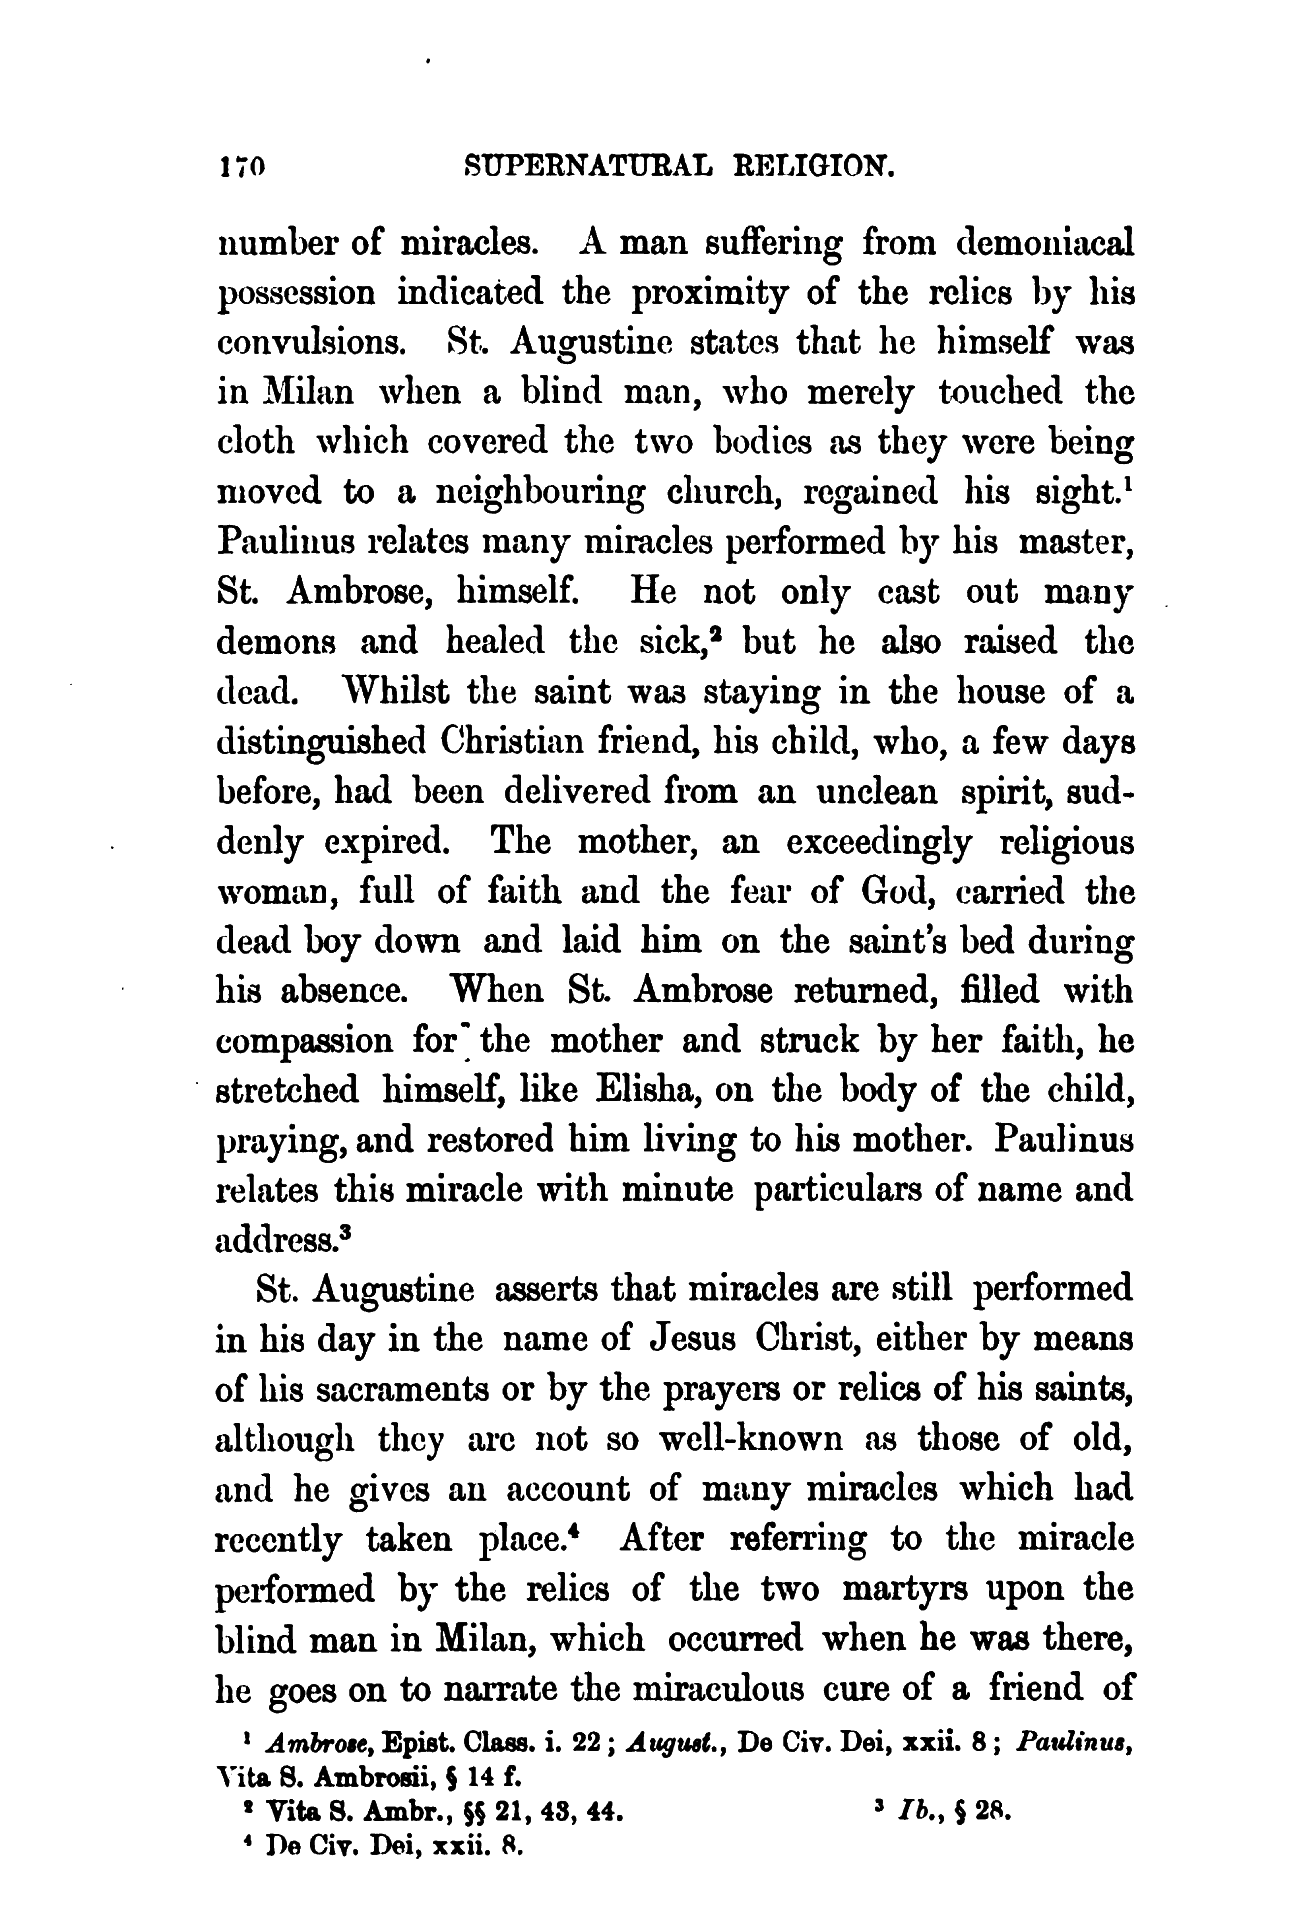 170 SUPERNATURAL RELIGION.
number of miracles. A man suffering from demoniacal
possession indicated the proximity of the relics by his
convulsions. St. Augustine states that he himself was
in Milan when a blind man, who merely touched the
cloth which covered the two bodies as they were being
moved to a neighbouring church, regained his sight.¹
Paulinus relates many miracles performed by his master,
St. Ambrose, himself. He not only cast out many
demons and healed the sick,² but he also raised the
dead. Whilst the saint was staying in the house of a
distinguished Christian friend, his child, who, a few days
before, had been delivered from an unclean spirit, sud-
denly expired. The mother, an exceedingly religious
woman, full of faith and the fear of God, carried the
dead boy down and laid him on the saint's bed during
his absence. When St. Ambrose returned, filled with
compassion for the mother and struck by her faith, he
stretched himself, like Elisha, on the body of the child,
praying, and restored him living to his mother. Paulinus
relates this miracle with minute particulars of name and
address.³
St. Augustine asserts that miracles are still performed
in his day in the name of Jesus Christ, either by means
of his sacraments or by the prayers or relics of his saints,
although they are not so well-known as those of old,
and he gives an account of many miracles which had
recently taken place.⁴ After referring to the miracle
performed by the relics of the two martyrs upon the
blind man in Milan, which occurred when he was there,
he goes on to narrate the miraculous cure of a friend of
¹ Ambrose, Epist. Class. i. 22; August., De Civ. Dei, xxii. 8; Paulinus,
Vita S. Ambrosii, § 14 f.
² Vita S. Ambr., §§ 21, 43, 44. ³ Ib., § 28.
⁴ De Civ. Dei, xxii. 8.